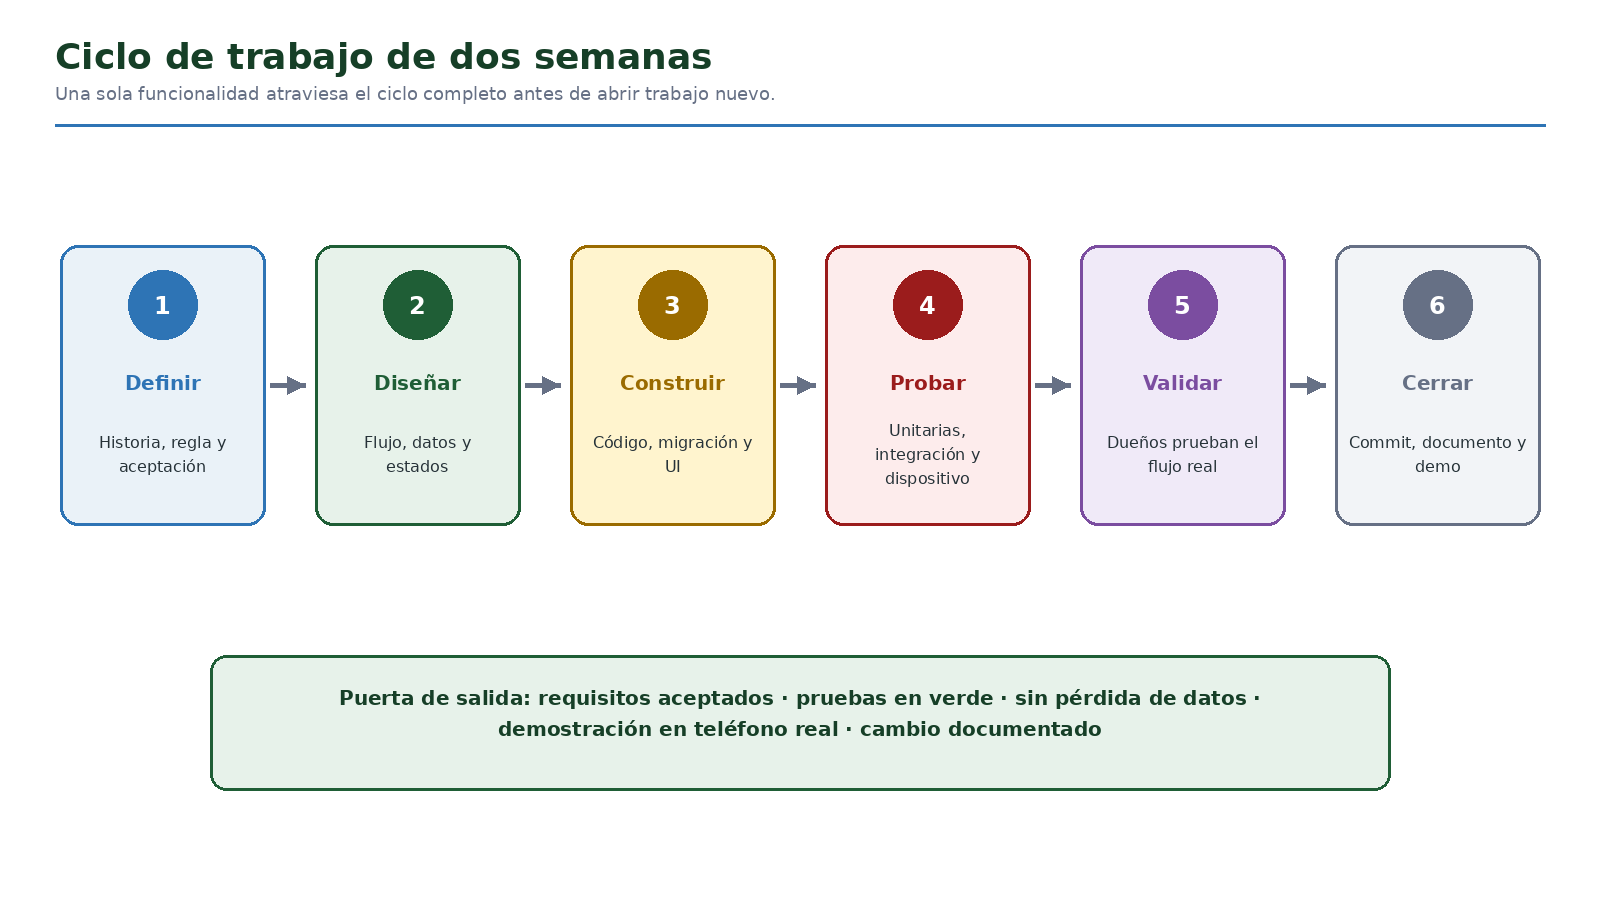 Ciclo de trabajo de dos semanas
Una sola funcionalidad atraviesa el ciclo completo antes de abrir trabajo nuevo.
1
Definir
Historia, regla y
aceptación
2
Diseñar
Flujo, datos y
estados
3
Construir
Código, migración y
UI
4
Probar
Unitarias,
integración y
dispositivo
5
Validar
Dueños prueban el
flujo real
6
Cerrar
Commit, documento y
demo
Puerta de salida: requisitos aceptados · pruebas en verde · sin pérdida de datos ·
demostración en teléfono real · cambio documentado